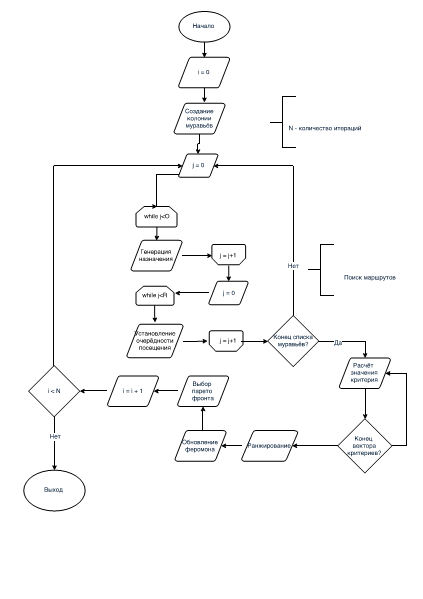 Начало
i = 0
Создание
колонии
муравьёв
N - количество итераций
j = 0
while j<O
Генерация
назначения
j = j+1
Нет
Поиск маршрутов
j = 0
while j<R
Установление
очерёдности
посещения
j = j+1
Конец списка
муравьёв?
Да
Расчёт
значения
критерия
i < N
i = i + 1
Выбор
парето
фронта
Нет
Обновление
феромона
Ранжирование
Конец
вектора
критериев?
Выход